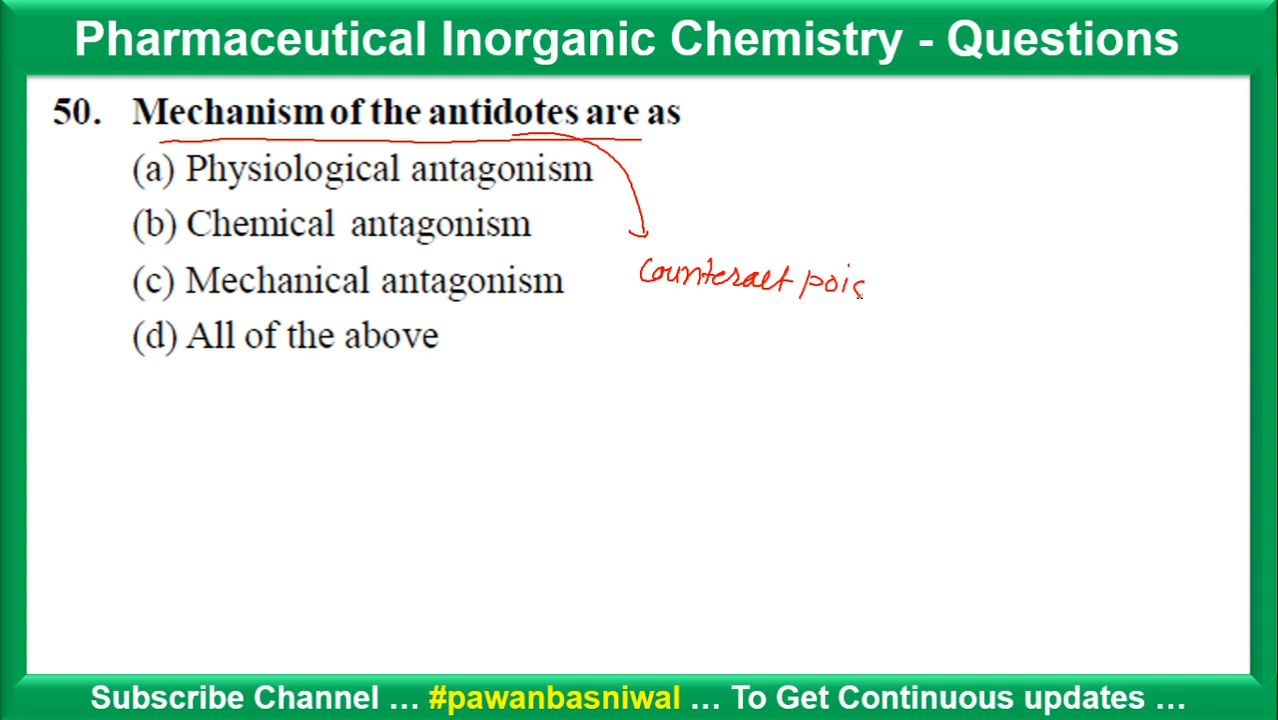 Pharmaceutical Inorganic Chemistry - Questions
50. Mechanism of the antidotes are as
(a) Physiological antagonism
(b) Chemical antagonism
(c) Mechanical antagonism
counteract pois
(d) All of the above
Subscribe Channel ... #pawanbasniwal ... To Get Continuous updates ...